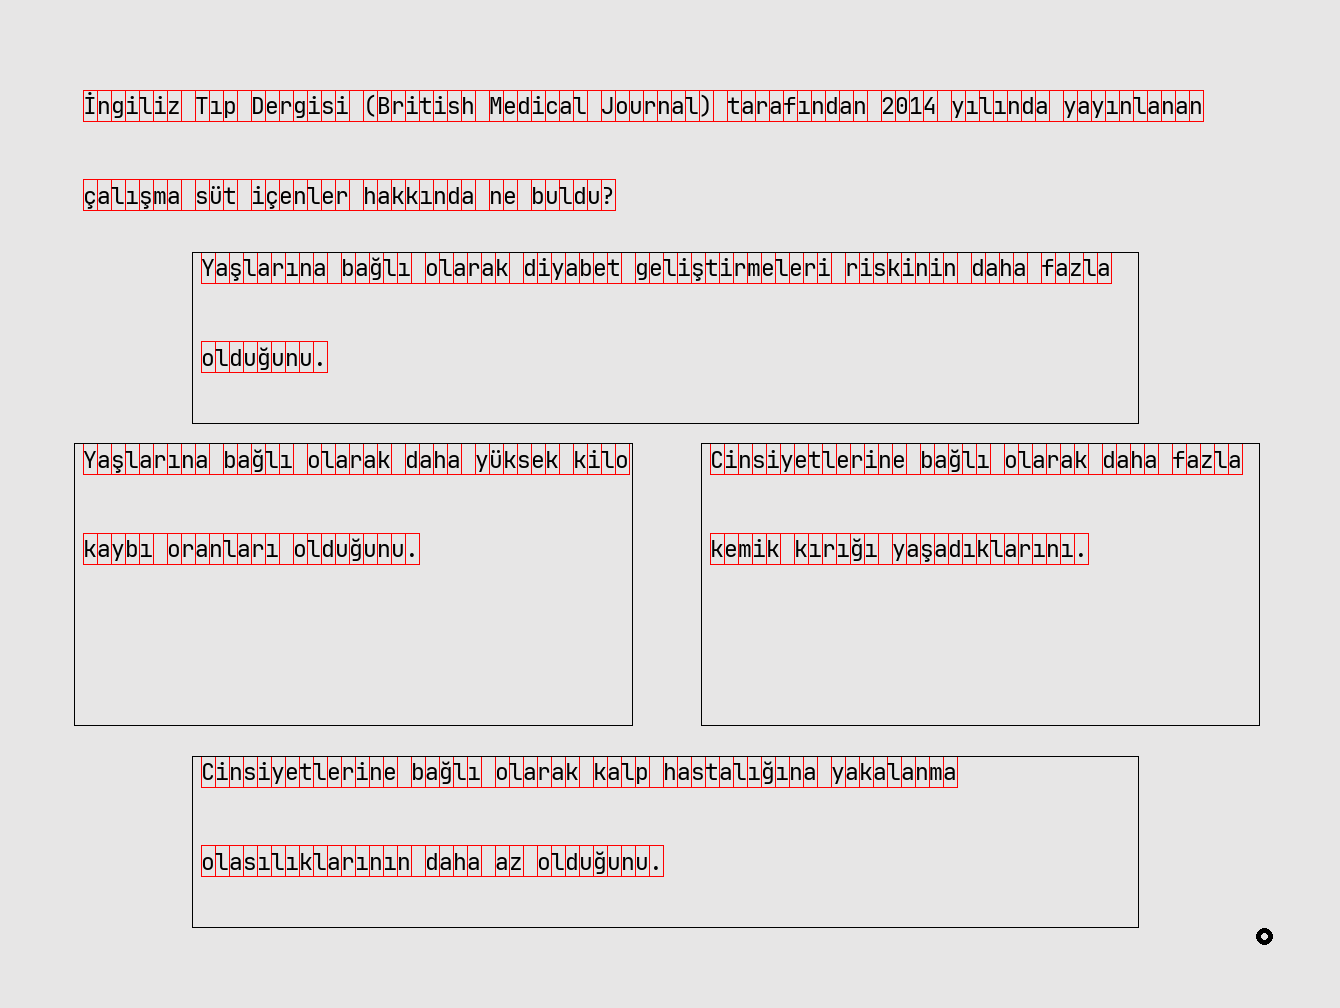 İngiliz Tıp Dergisi (British Medical Journal) tarafından 2014 yılında yayınlanan
çalışma süt içenler hakkında ne buldu?
Yaşlarına bağlı olarak diyabet geliştirmeleri riskinin daha fazla
olduğunu.
Yaşlarına bağlı olarak daha yüksek kilo
kaybı oranları olduğunu.
Cinsiyetlerine bağlı olarak daha fazla
kemik kırığı yaşadıklarını.
Cinsiyetlerine bağlı olarak kalp hastalığına yakalanma
olasılıklarının daha az olduğunu.